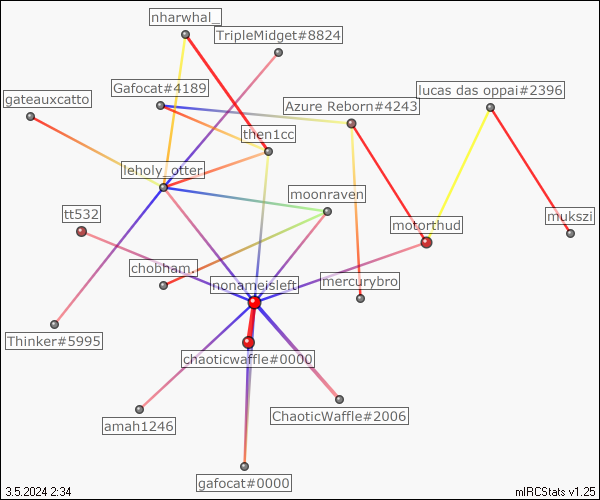 nharwhal_
TripleMidget#8824
Gafocat#4189
lucas das oppai#2396
gateauxcatto
Azure Reborn#4243
then1cc
leholy_otter
moonraven
tt532
motorthud
mukszi
chobham.
nonameisleft
mercurybro
Thinker#5995
chaoticwaffle#0000
ChaoticWaffle#2006
amah1246
gafocat#0000
3.5.2024 2:34
mIRCStats v1.25